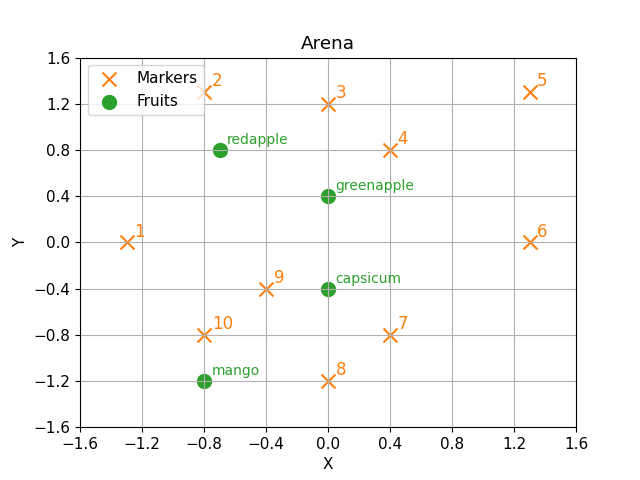 Arena
Markers
Fruits
2
5
3
redapple
4
greenapple
1
6
9
capsicum
10
7
mango
8
1.6
1.2
0.8
0.4
0.0
−0.4
−0.8
−1.2
−1.6
Y
−1.6 −1.2 −0.8 −0.4 0.0 0.4 0.8 1.2 1.6
X